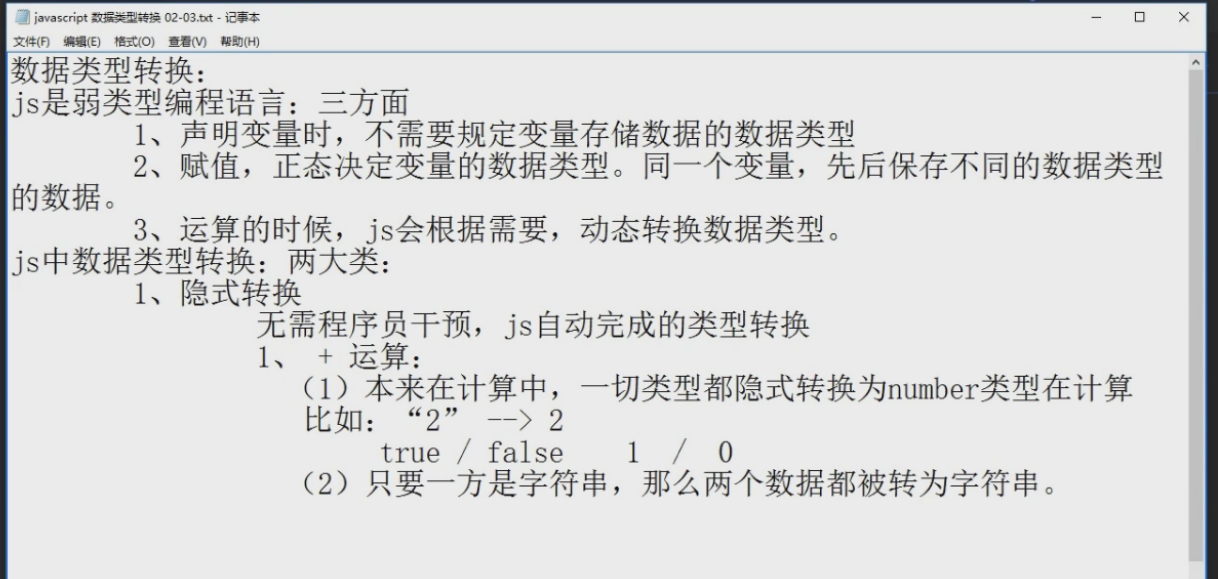 javascript 数据类型转换 02-03.txt - 记事本
文件(F) 编辑(E) 格式(O) 查看(V) 帮助(H)
数据类型转换：
js是弱类型编程语言：三方面
1、声明变量时，不需要规定变量存储数据的数据类型
2、赋值，正态决定变量的数据类型。同一个变量，先后保存不同的数据类型
的数据。
3、运算的时候，js会根据需要，动态转换数据类型。
js中数据类型转换：两大类：
1、隐式转换
无需程序员干预，js自动完成的类型转换
1、 + 运算：
（1）本来在计算中，一切类型都隐式转换为number类型在计算
比如：“2” --> 2
true / false 1 / 0
（2）只要一方是字符串，那么两个数据都被转为字符串。